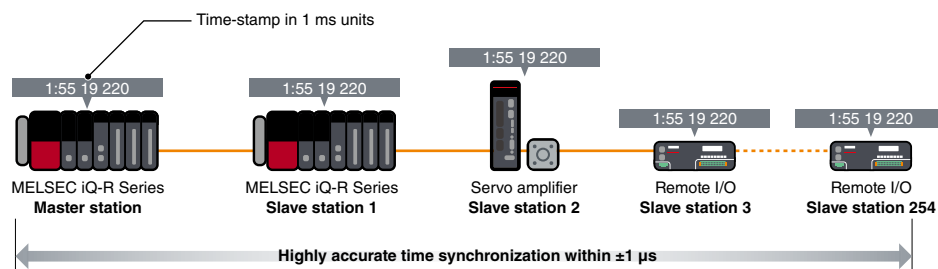 Time-stamp in 1 ms units
1:55 19 220
1:55 19 220
1:55 19 220
1:55 19 220
1:55 19 220
MELSEC iQ-R Series
Master station
MELSEC iQ-R Series
Slave station 1
Servo amplifier
Slave station 2
Remote I/O
Slave station 3
Remote I/O
Slave station 254
Highly accurate time synchronization within ±1 μs